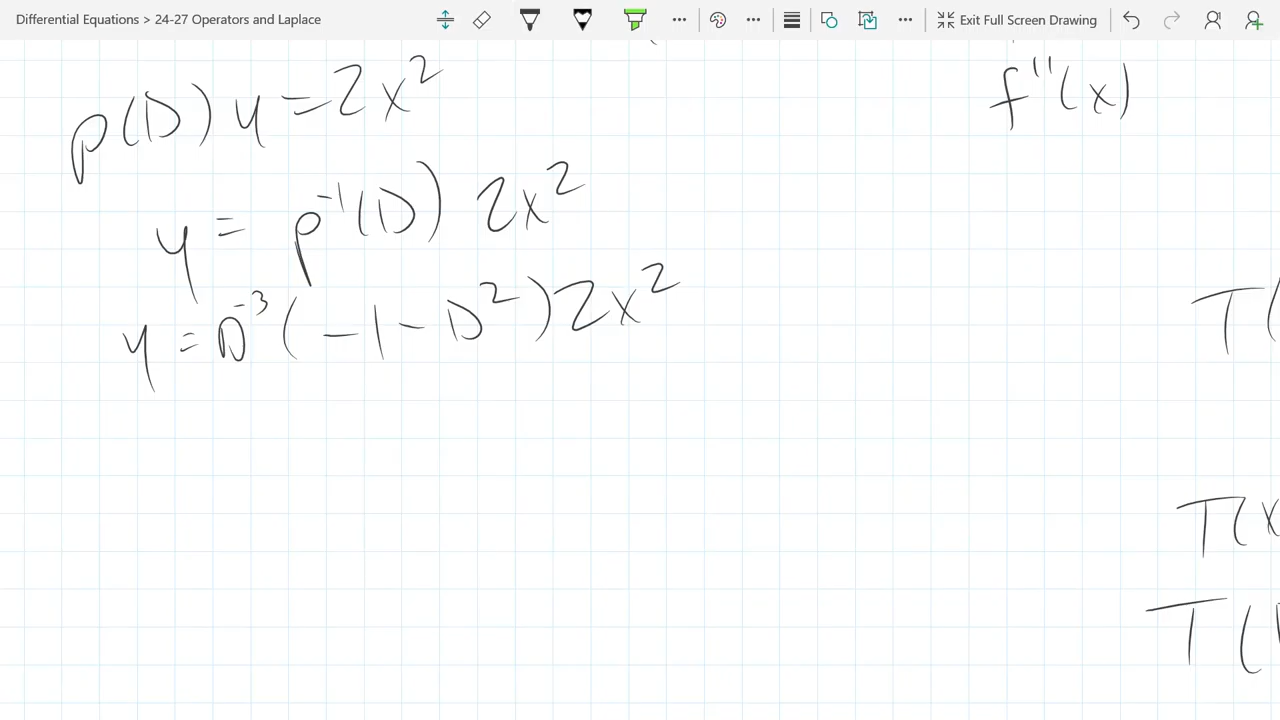 Differential Equations > 24-27 Operators and Laplace
Exit Full Screen Drawing
p(D)y=2x²
f''(x)
y = p⁻¹(D) 2x²
y = D⁻³(-1-D²)2x²
T(
T(x
T(